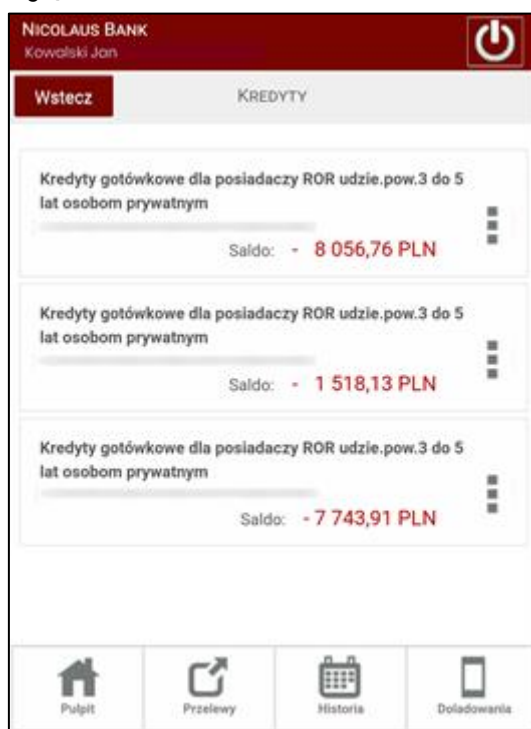 NICOLAUS BANK
Kowalski Jan
Wstecz
KREDYTY
Kredyty gotówkowe dla posiadaczy ROR udzie.pow.3 do 5
lat osobom prywatnym
Saldo: - 8 056,76 PLN
Kredyty gotówkowe dla posiadaczy ROR udzie.pow.3 do 5
lat osobom prywatnym
Saldo: - 1 518,13 PLN
Kredyty gotówkowe dla posiadaczy ROR udzie.pow.3 do 5
lat osobom prywatnym
Saldo: - 7 743,91 PLN
Pulpit Przelewy Historia Doładowania